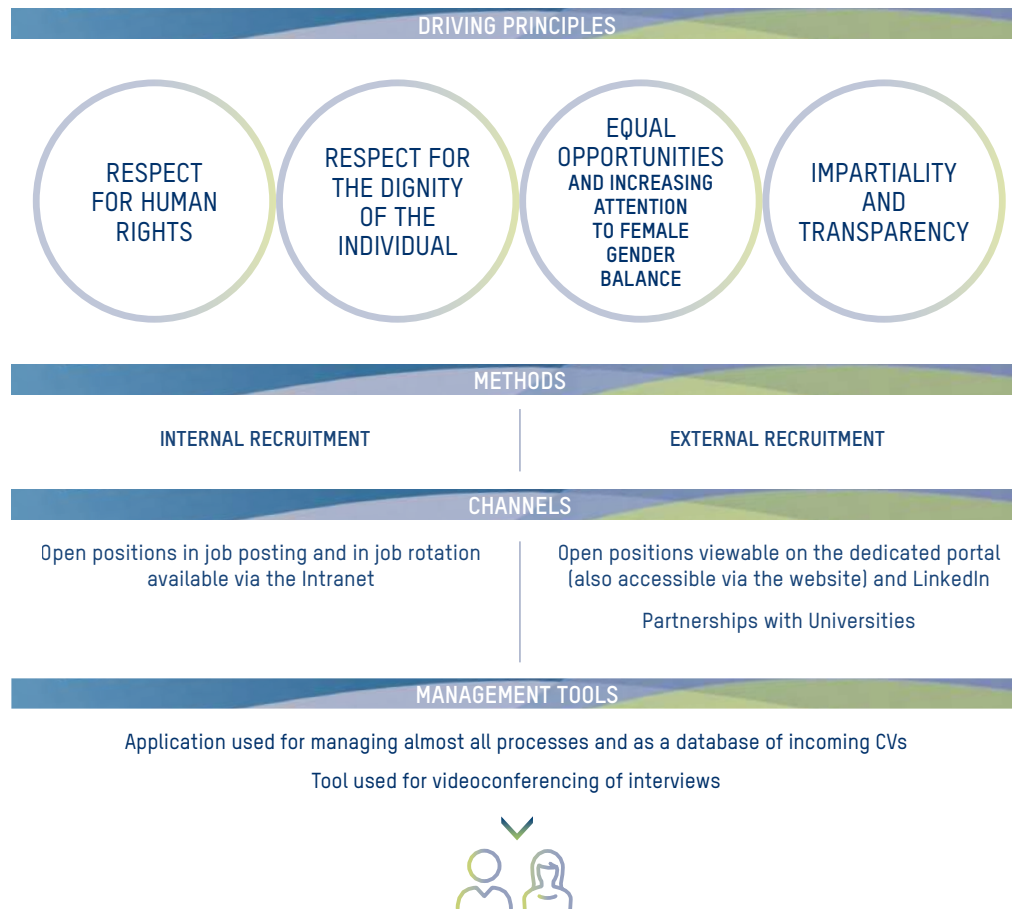 DRIVING PRINCIPLES
RESPECT
FOR HUMAN
RIGHTS
RESPECT FOR
THE DIGNITY
OF THE
INDIVIDUAL
EQUAL
OPPORTUNITIES
AND INCREASING
ATTENTION
TO FEMALE
GENDER
BALANCE
IMPARTIALITY
AND
TRANSPARENCY
METHODS
INTERNAL RECRUITMENT
EXTERNAL RECRUITMENT
CHANNELS
Open positions in job posting and in job rotation
available via the Intranet
Open positions viewable on the dedicated portal
(also accessible via the website) and LinkedIn
Partnerships with Universities
MANAGEMENT TOOLS
Application used for managing almost all processes and as a database of incoming CVs
Tool used for videoconferencing of interviews